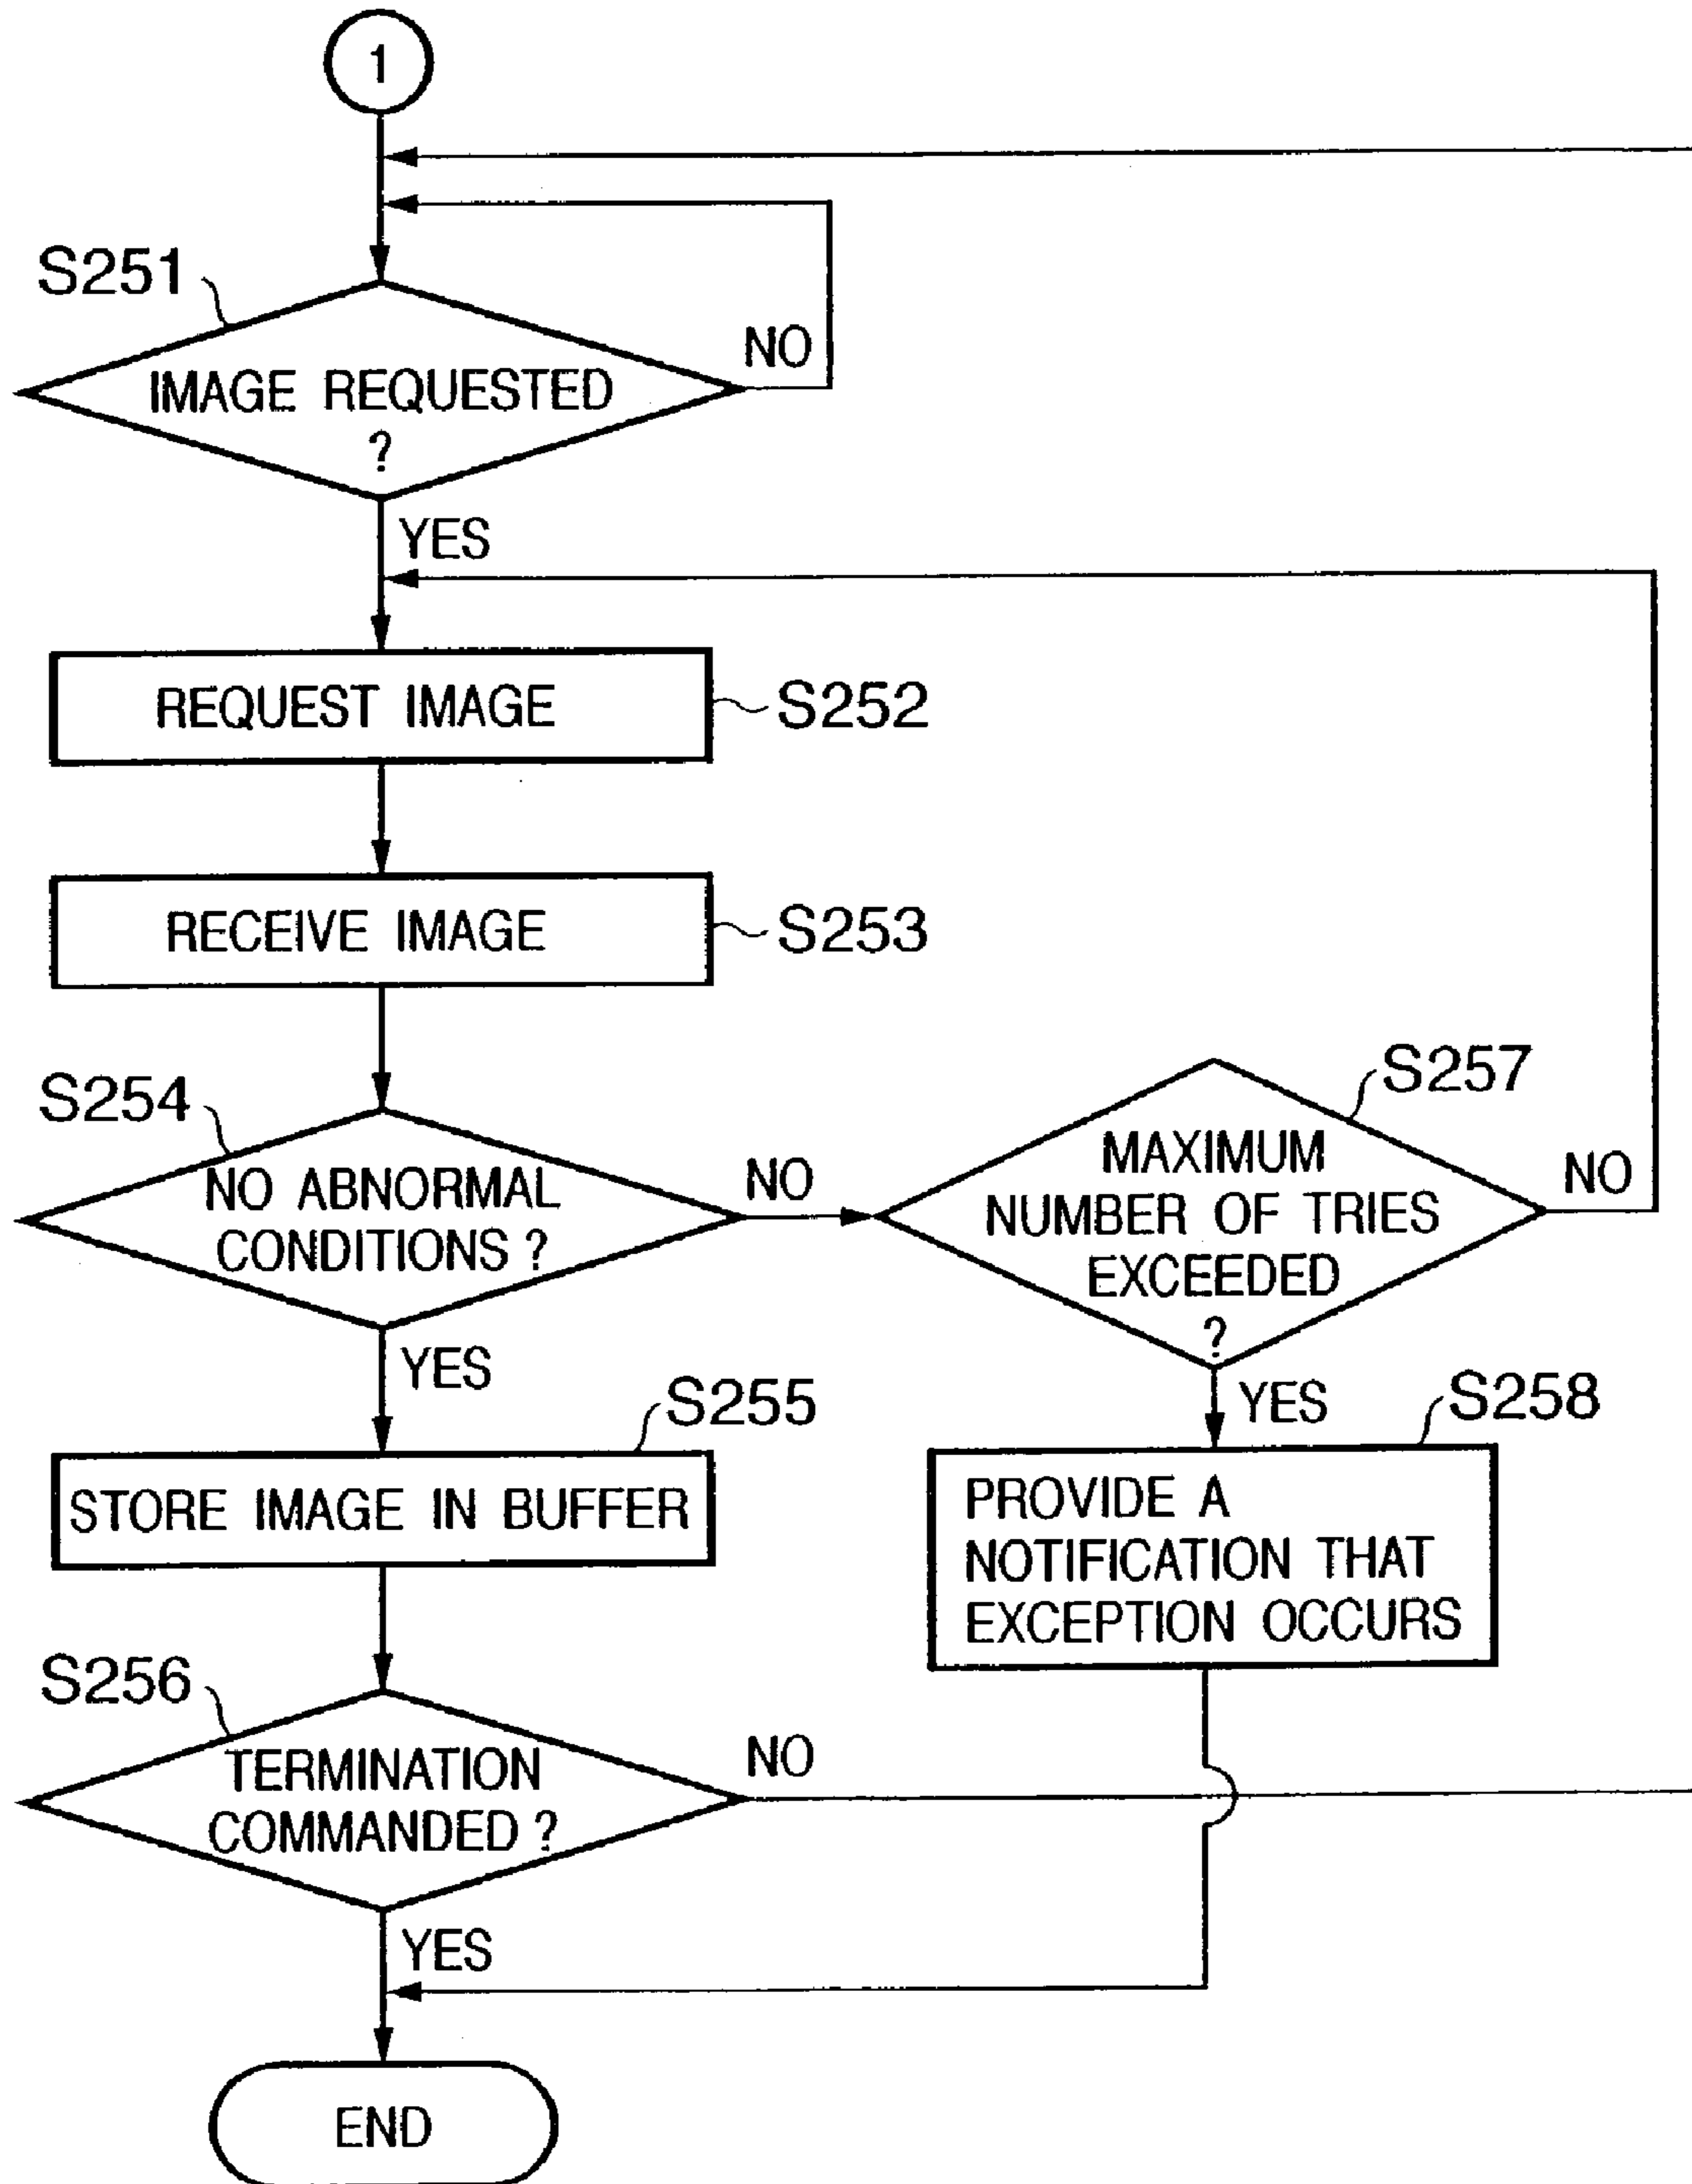 1
S251
NO
IMAGE REQUESTED
?
YES
REQUEST IMAGE
S252
RECEIVE IMAGE
S253
S254
NO ABNORMAL
CONDITIONS ?
NO
S257
MAXIMUM
NUMBER OF TRIES
EXCEEDED
?
NO
YES
YES
S255
STORE IMAGE IN BUFFER
S258
PROVIDE A
NOTIFICATION THAT
EXCEPTION OCCURS
S256
TERMINATION
COMMANDED ?
NO
YES
END